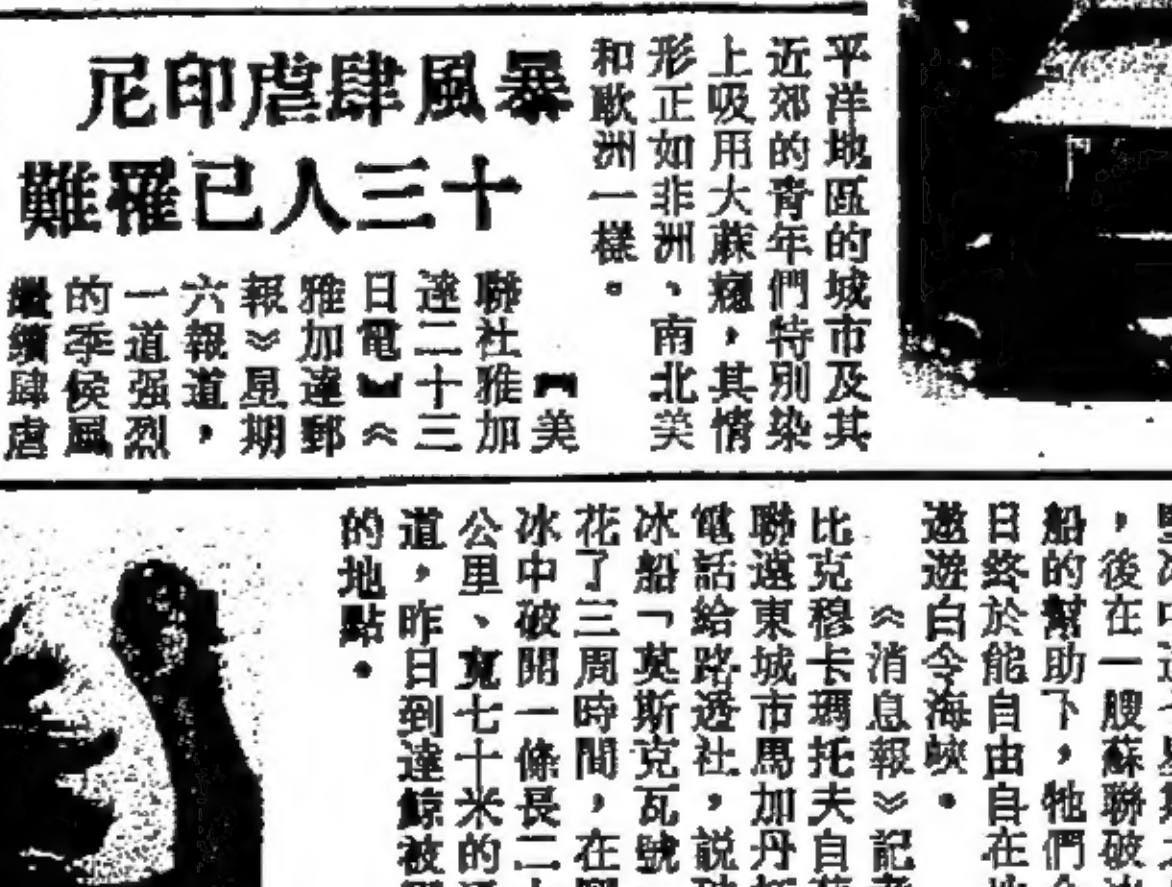 平洋地區的城市及其
近郊的青年們特別染
上吸用大蔴癮，其情
形正如非洲、南北美
和歐洲一樣。
暴風肆虐印尼
十三人已罹難
【美
聯社雅加
達二十三
日電】《
雅加達郵
報》星期
六報道，
一道强烈
的季候風
繼續肆虐
，後在一艘蘇聯破冰
船的幫助下，牠們
日終於能自由自在地
遨遊白令海峽。
《消息報》記者
比克穆卡瑪托夫自
聯遠東城市馬加丹
電話給路透社，説
冰船「莫斯克瓦號
花了三周時間，在
冰中破開一條長二
公里、寬七十米的
道，昨日到達鯨被
的地點。